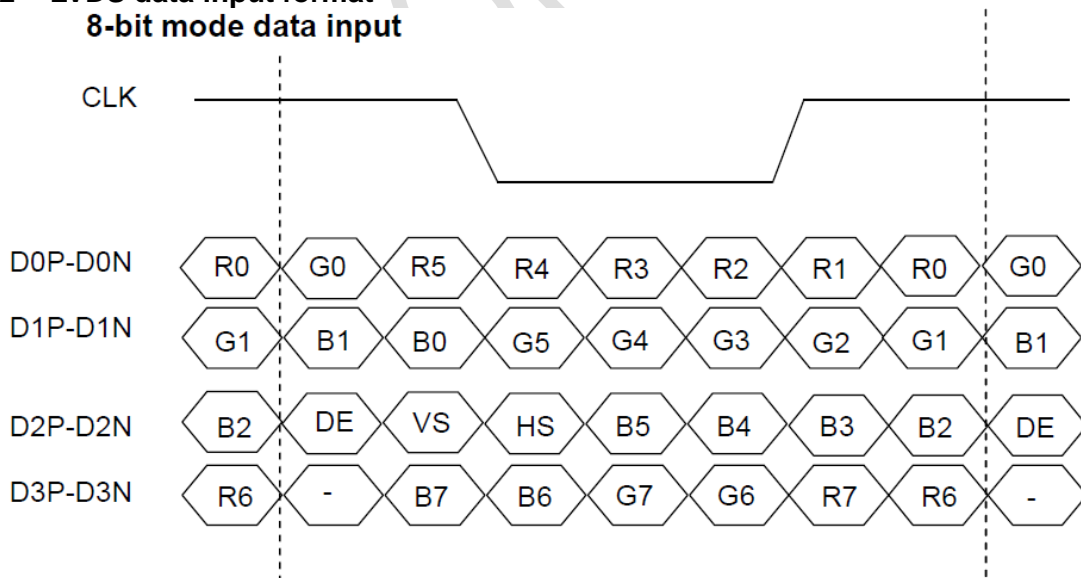 LVDS data input format
8-bit mode data input
CLK
D0P-D0N R0 G0 R5 R4 R3 R2 R1 R0 G0
D1P-D1N G1 B1 B0 G5 G4 G3 G2 G1 B1
D2P-D2N B2 DE VS HS B5 B4 B3 B2 DE
D3P-D3N R6 - B7 B6 G7 G6 R7 R6 -